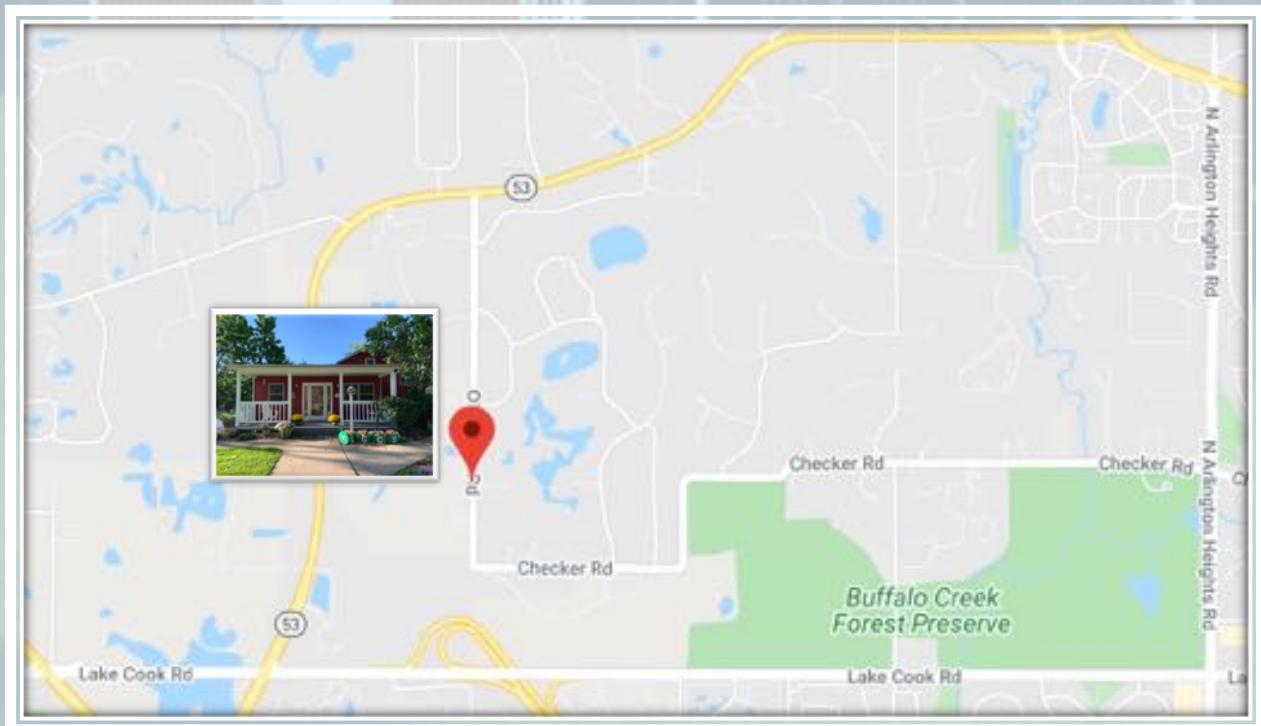 53
N Arlington Heights Rd
Checker Rd
Checker Rd
N Arlington Heights Rd
Checker Rd
Buffalo Creek
Forest Preserve
53
Lake Cook Rd
Lake Cook Rd